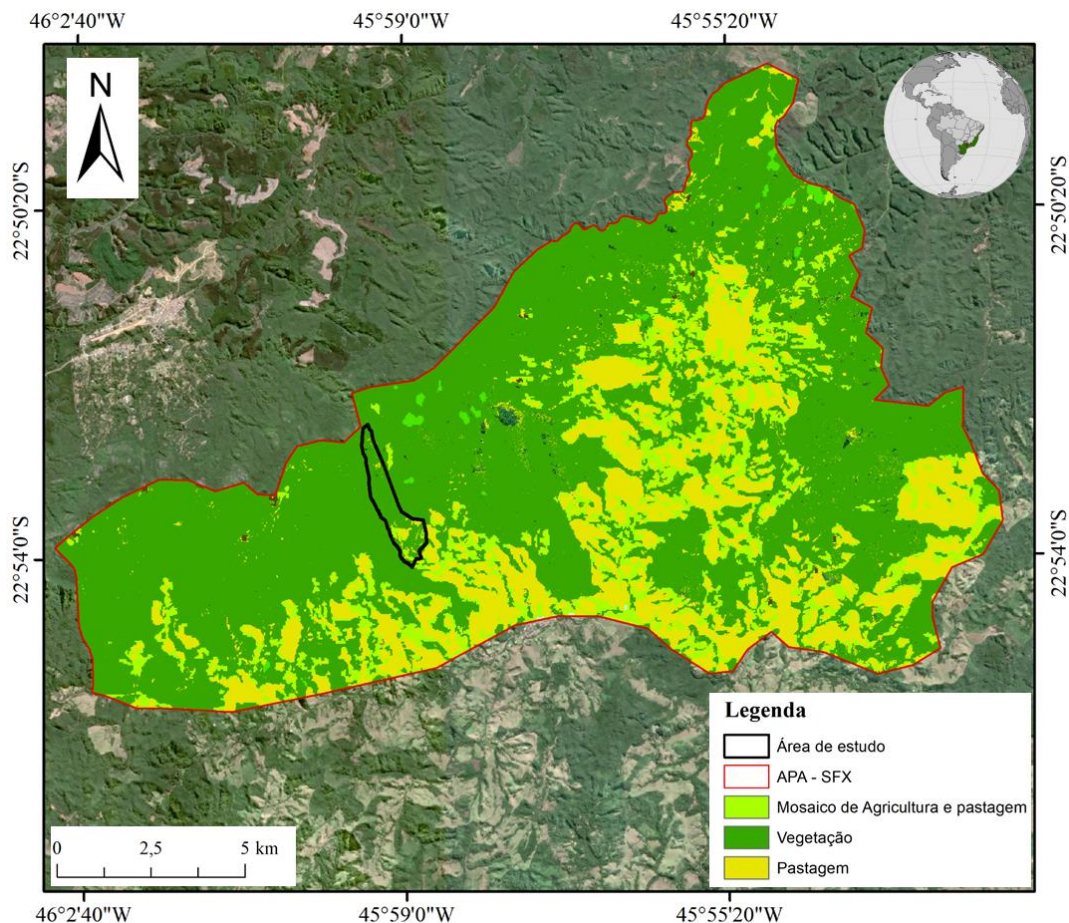 46°2'40"W 45°59'0"W 45°55'20"W
N
22°50'20"S
22°50'20"S
22°54'0"S
22°54'0"S
Legenda
Área de estudo
APA - SFX
Mosaico de Agricultura e pastagem
Vegetação
Pastagem
0 2,5 5 km
46°2'40"W 45°59'0"W 45°55'20"W